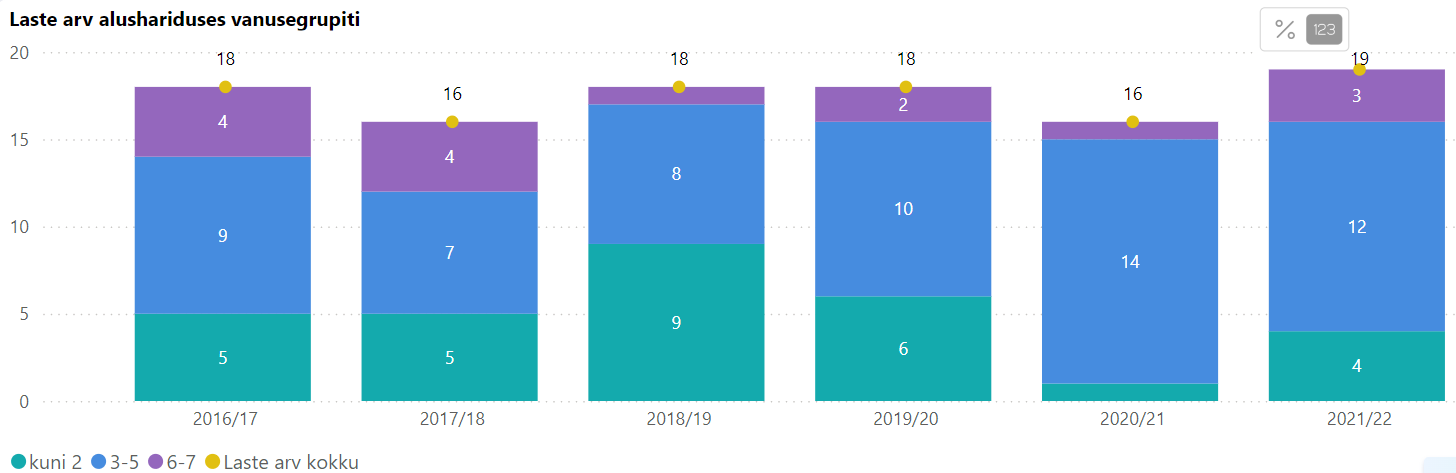 Laste arv alushariduses vanusegrupiti
% 123
20
15
10
5
0
18 16 18 18 16 19
4 4 2 3
9 7 8 10 14 12
5 5 9 6 4
2016/17 2017/18 2018/19 2019/20 2020/21 2021/22
kuni 2 3-5 6-7 Laste arv kokku